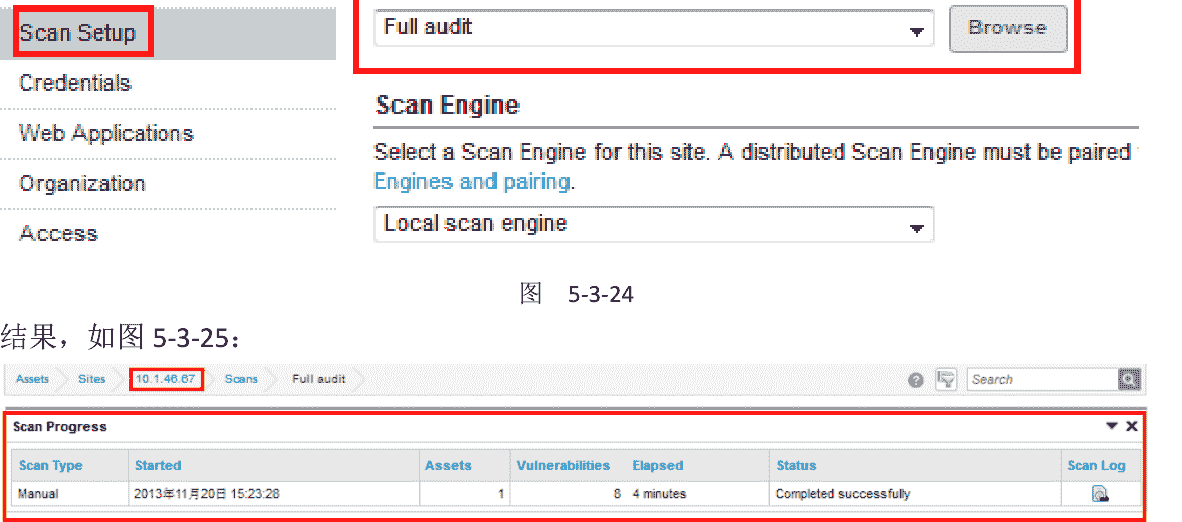 Scan Setup
Full audit
Browse
Credentials
Web Applications
Organization
Access
Scan Engine
Select a Scan Engine for this site. A distributed Scan Engine must be paired
Engines and pairing.
Local scan engine
图 5-3-24
结果，如图 5-3-25：
Assets Sites 10.1.46.67 Scans Full audit Search
Scan Progress
Scan Type Started Assets Vulnerabilities Elapsed Status Scan Log
Manual 2013年11月20日 15:23:28 1 8 4 minutes Completed successfully